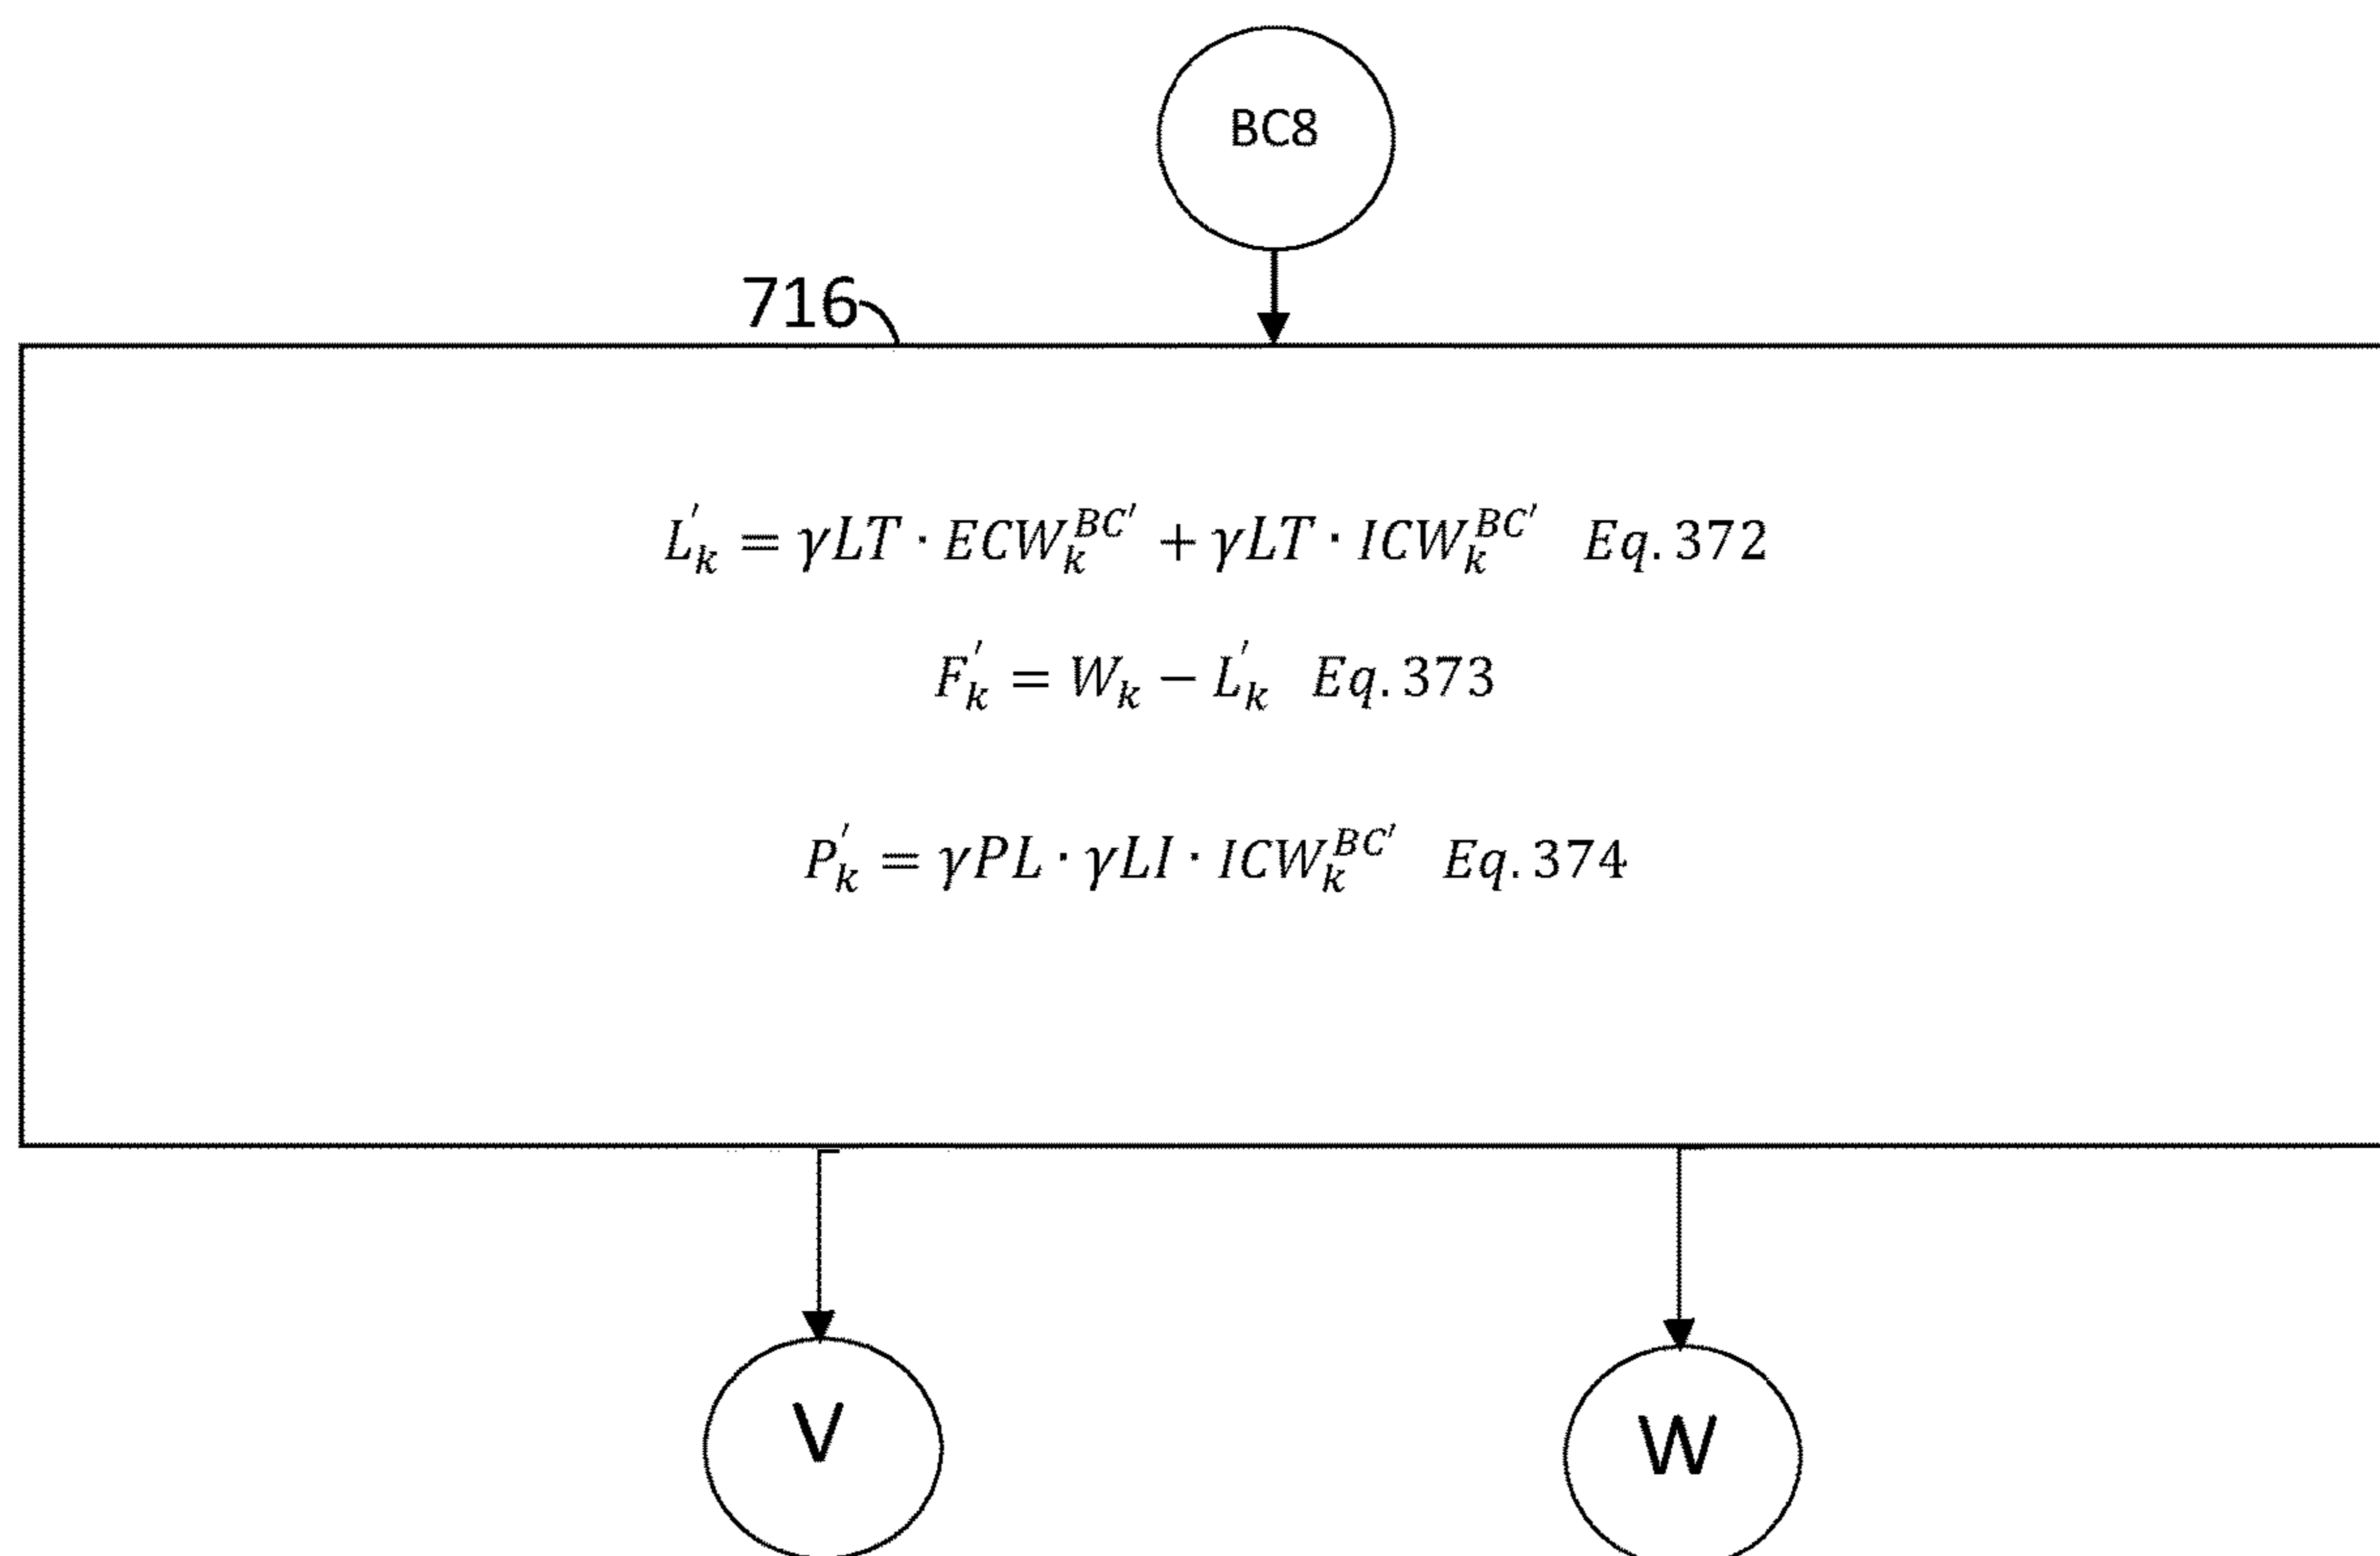 BC8
716
L'_k = γLT · ECW_k^{BC'} + γLT · ICW_k^{BC'} Eq. 372
F'_k = W_k − L'_k Eq. 373
P'_k = γPL · γLI · ICW_k^{BC'} Eq. 374
V
W